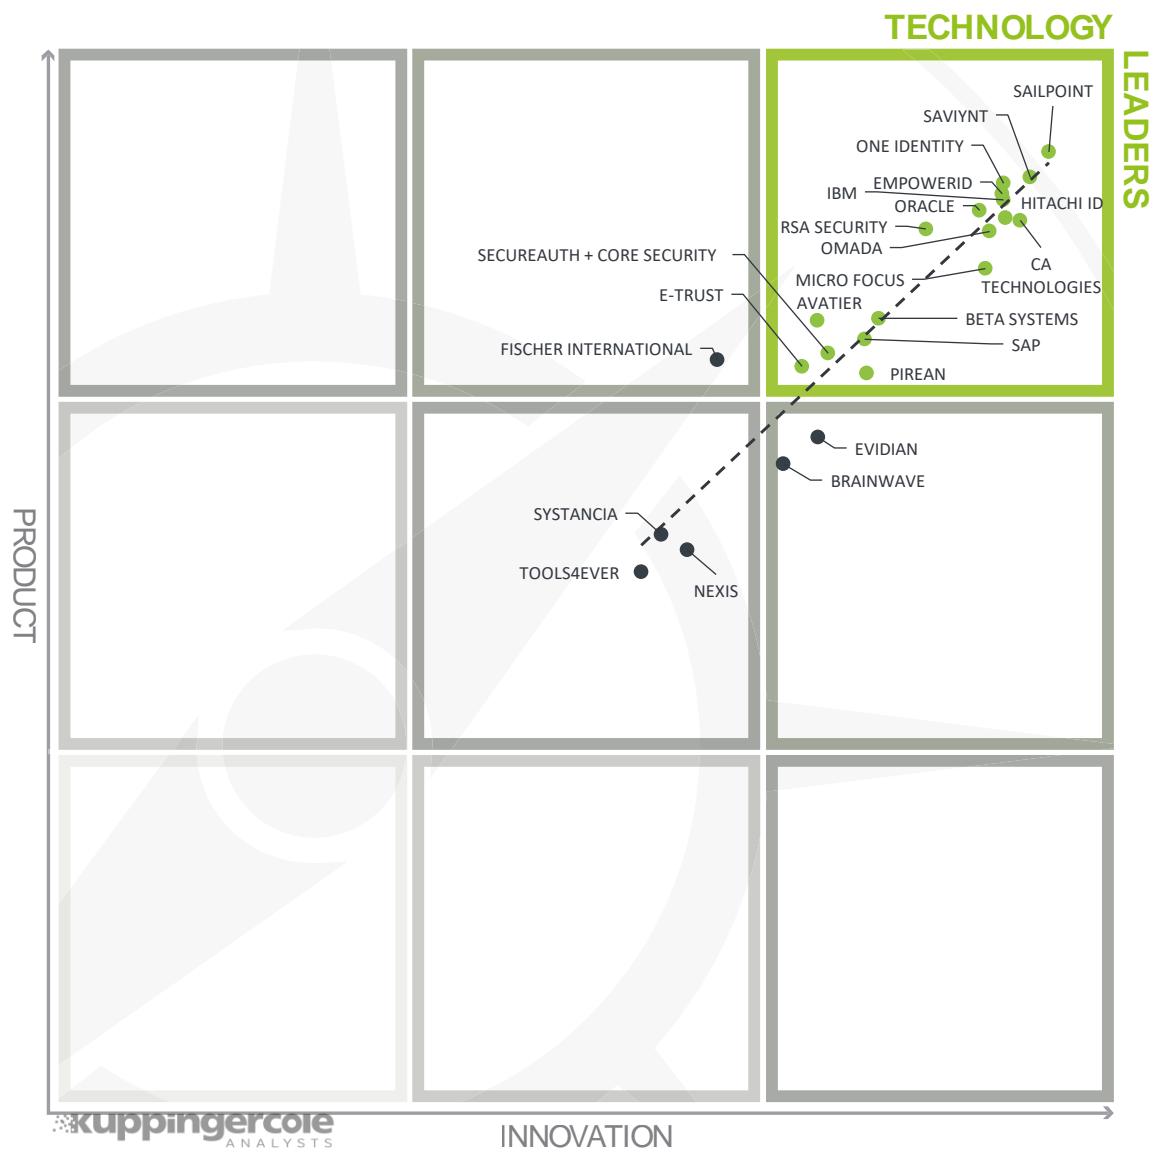 TECHNOLOGY
LEADERS
SAILPOINT
SAVIYNT
ONE IDENTITY
EMPOWERID
IBM
HITACHI ID
ORACLE
RSA SECURITY
OMADA
SECUREAUTH + CORE SECURITY
CA
TECHNOLOGIES
MICRO FOCUS
E-TRUST
AVATIER
BETA SYSTEMS
SAP
FISCHER INTERNATIONAL
PIREAN
EVIDIAN
BRAINWAVE
SYSTANCIA
TOOLS4EVER
NEXIS
PRODUCT
kuppingercole
ANALYSTS
INNOVATION